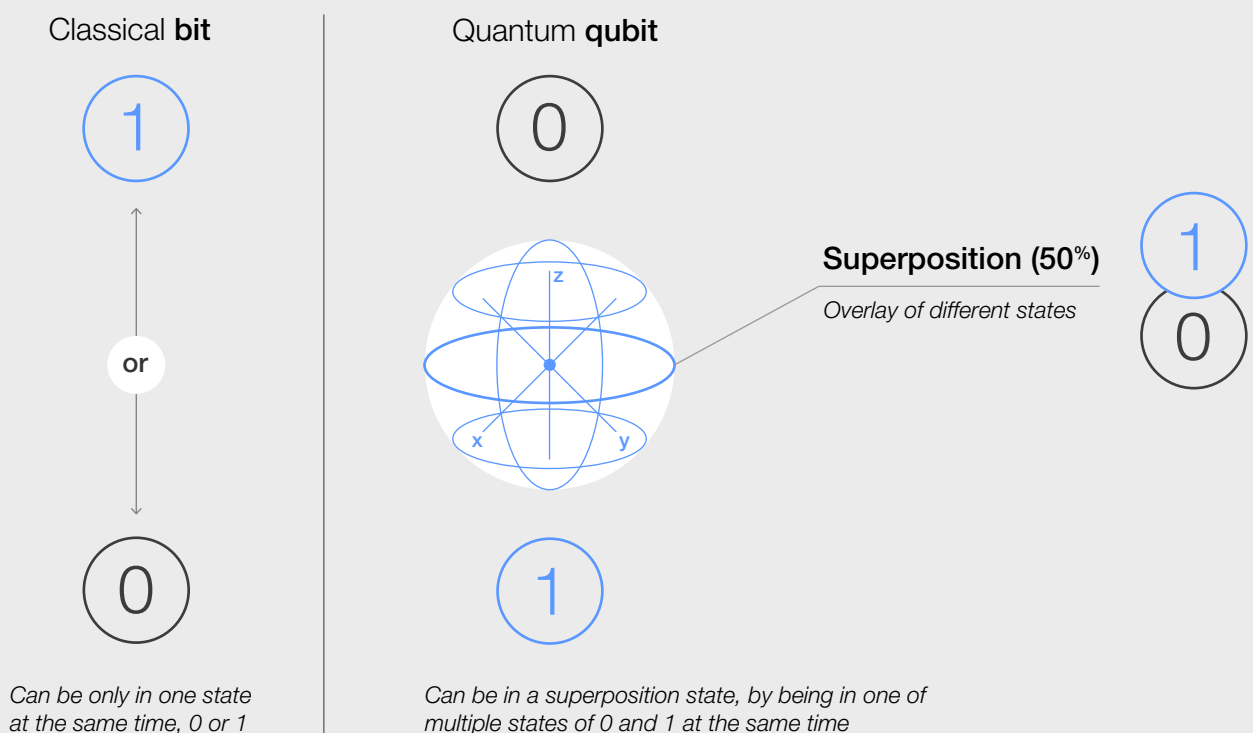 Classical bit
1
or
0
Can be only in one state
at the same time, 0 or 1
Quantum qubit
0
z
x
y
1
Can be in a superposition state, by being in one of
multiple states of 0 and 1 at the same time
Superposition (50%)
Overlay of different states
1
0